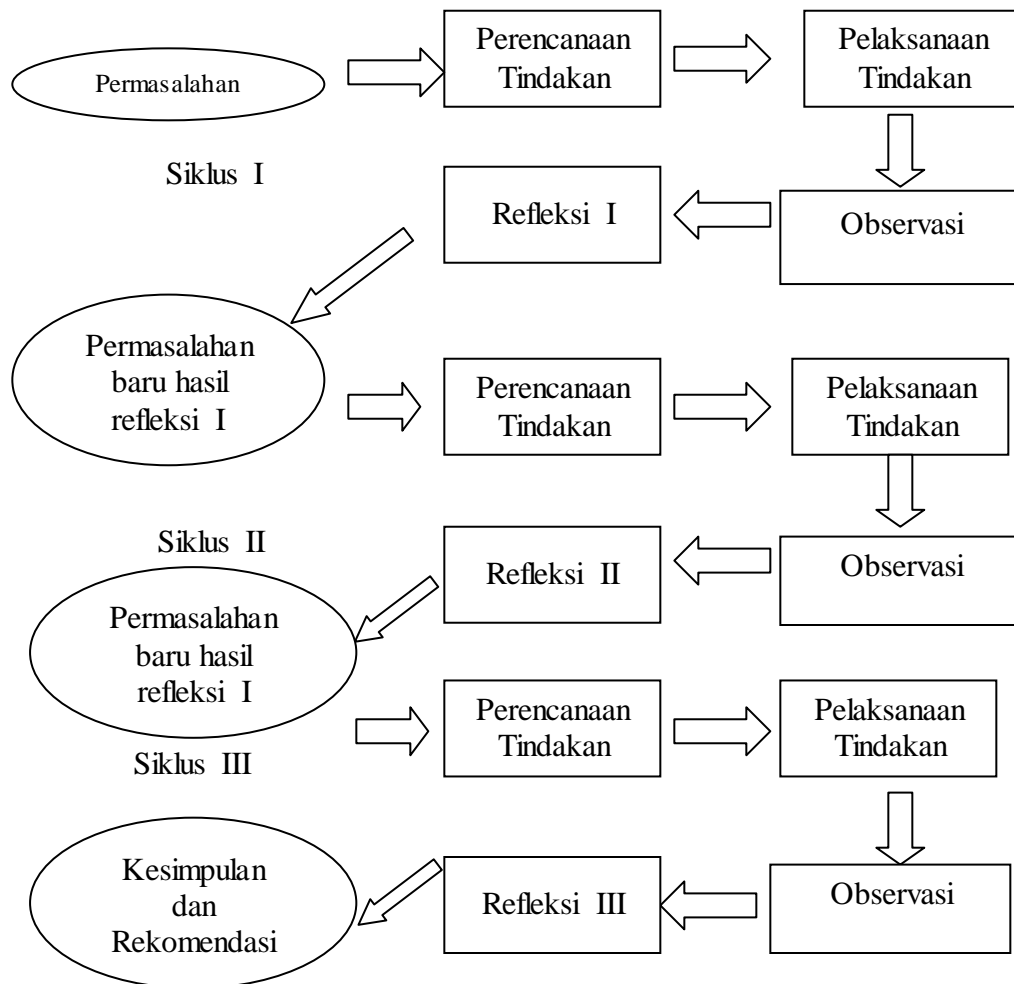 Permasalahan
Perencanaan
Tindakan
Pelaksanaan
Tindakan
Siklus I
Refleksi I
Observasi
Permasalahan
baru hasil
refleksi I
Perencanaan
Tindakan
Pelaksanaan
Tindakan
Siklus II
Refleksi II
Observasi
Permasalahan
baru hasil
refleksi I
Perencanaan
Tindakan
Pelaksanaan
Tindakan
Siklus III
Kesimpulan
dan
Rekomendasi
Refleksi III
Observasi